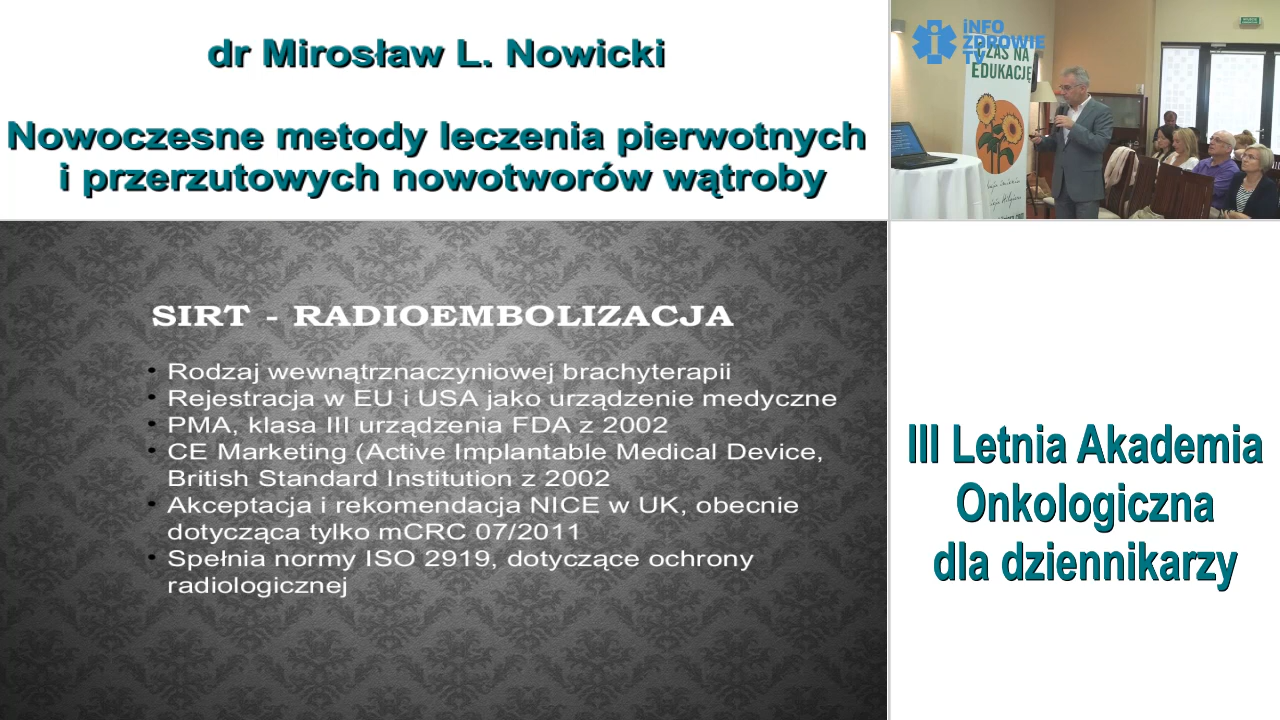 dr Mirosław L. Nowicki
Nowoczesne metody leczenia pierwotnych
i przerzutowych nowotworów wątroby
iNFO
ZDROWIE
TV
CZAS NA
EDUKACJĘ
SIRT - RADIOEMBOLIZACJA
• Rodzaj wewnątrznaczyniowej brachyterapii
• Rejestracja w EU i USA jako urządzenie medyczne
• PMA, klasa III urządzenia FDA z 2002
• CE Marketing (Active Implantable Medical Device,
British Standard Institution z 2002
• Akceptacja i rekomendacja NICE w UK, obecnie
dotycząca tylko mCRC 07/2011
• Spełnia normy ISO 2919, dotyczące ochrony
radiologicznej
III Letnia Akademia
Onkologiczna
dla dziennikarzy